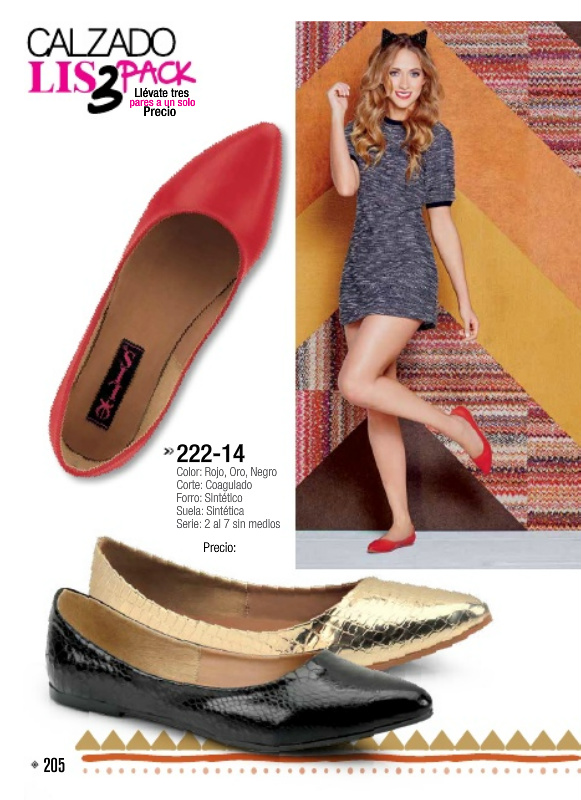 CALZADO
LIS 3 PACK
Llévate tres
pares a un solo
Precio
222-14
Color: Rojo, Oro, Negro
Corte: Coagulado
Forro: Sintético
Suela: Sintética
Serie: 2 al 7 sin medios
Precio:
205